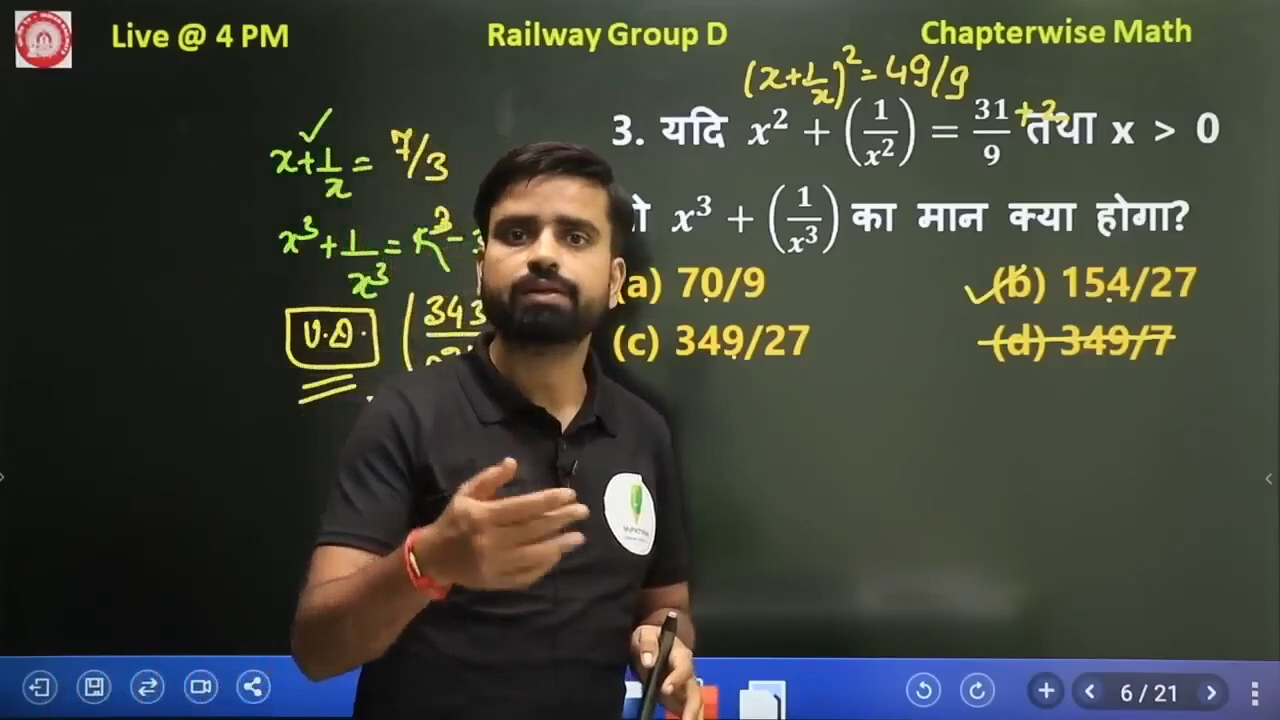 Live @ 4 PM
Railway Group D
Chapterwise Math
(x+1/x)² = 49/9
3. यदि x² + (1/x²) = 31/9 +2 तथा x > 0
x³ + (1/x³) का मान क्या होगा?
(a) 70/9
(b) 154/27
(c) 349/27
(d) 349/7
x+1/x = 7/3
x³+1/x³ = K³-3
U.D.
343
6 / 21